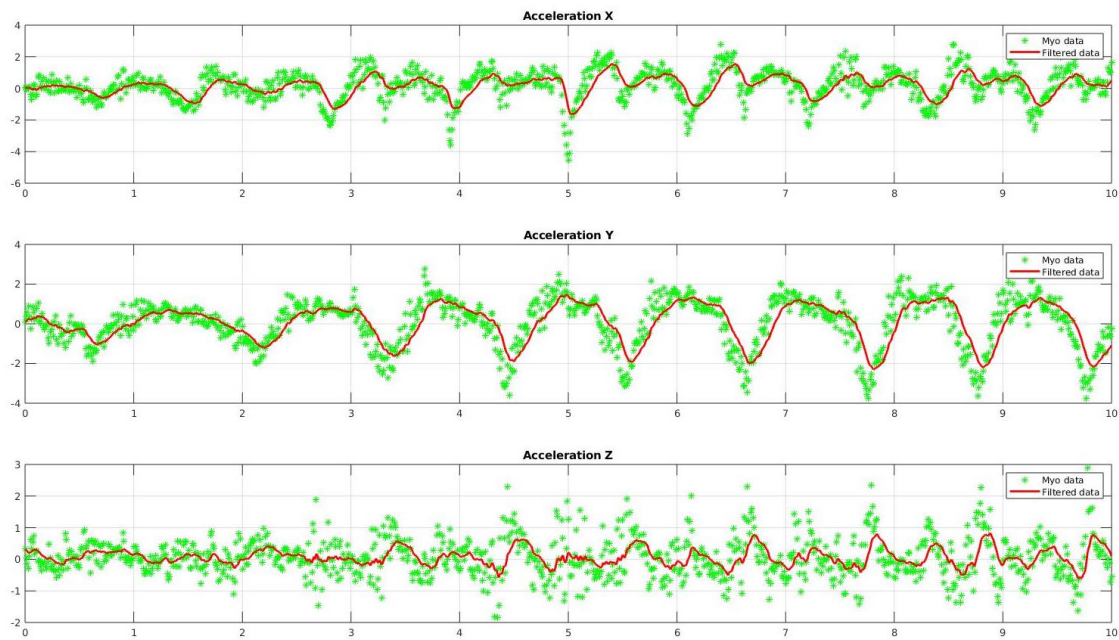 Acceleration X
4
2
0
-2
-4
-6
Myo data
Filtered data
0 1 2 3 4 5 6 7 8 9 10
Acceleration Y
4
2
0
-2
-4
Myo data
Filtered data
0 1 2 3 4 5 6 7 8 9 10
Acceleration Z
3
2
1
0
-1
-2
Myo data
Filtered data
0 1 2 3 4 5 6 7 8 9 10